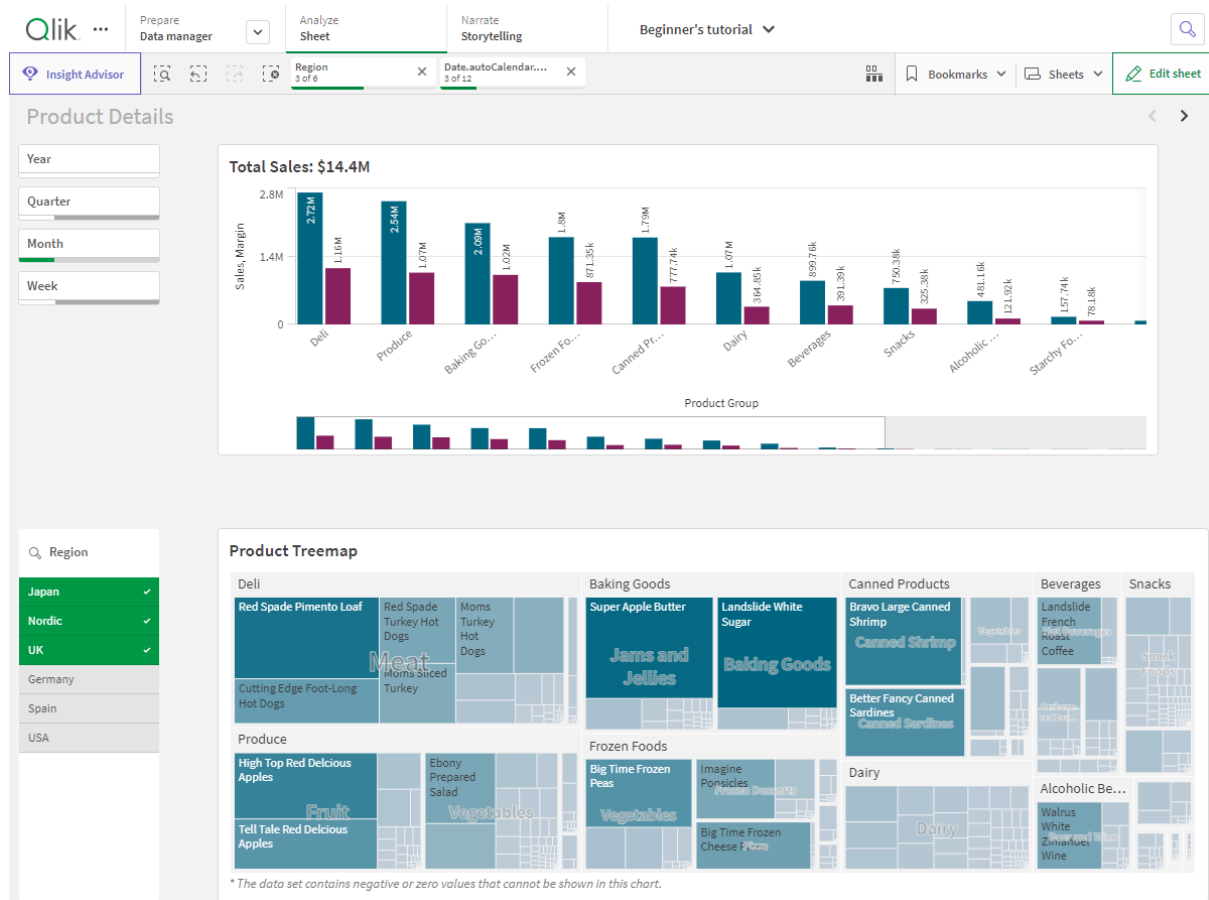 Qlik
Prepare
Data manager
Analyze
Sheet
Narrate
Storytelling
Beginner's tutorial
Insight Advisor
Region
3 of 6
Date.autoCalendar....
3 of 12
Bookmarks
Sheets
Edit sheet
Product Details
Year
Quarter
Month
Week
Total Sales: $14.4M
Sales, Margin
2.8M
1.4M
0
2.72M
1.16M
2.54M
1.07M
2.09M
1.02M
1.8M
871.35k
1.79M
777.74k
1.07M
364.85k
899.76k
391.39k
750.38k
325.38k
481.16k
121.92k
157.74k
78.18k
Deli
Produce
Baking Go...
Frozen Fo...
Canned Pr...
Dairy
Beverages
Snacks
Alcoholic ...
Starchy Fo...
Product Group
Region
Japan
Nordic
UK
Germany
Spain
USA
Product Treemap
Deli
Red Spade Pimento Loaf
Red Spade
Turkey Hot
Dogs
Moms
Turkey
Hot
Dogs
Meat
Cutting Edge Foot-Long
Hot Dogs
Moms Sliced
Turkey
Produce
High Top Red Delcious
Apples
Fruit
Tell Tale Red Delcious
Apples
Ebony
Prepared
Salad
Vegetables
Baking Goods
Super Apple Butter
Jams and
Jellies
Landslide White
Sugar
Baking Goods
Frozen Foods
Big Time Frozen
Peas
Vegetables
Imagine
Popsicles
Frozen Desserts
Big Time Frozen
Cheese Pizza
Pizza
Canned Products
Bravo Large Canned
Shrimp
Canned Shrimp
Vegetables
Better Fancy Canned
Sardines
Canned Sardines
Dairy
Dairy
Beverages
Landslide
French
Roast
Coffee
Hot Beverages
Snacks
Snack
Foods
Alcoholic Be...
Walrus
White
Zinfandel
Wine
Beer and Wine
* The data set contains negative or zero values that cannot be shown in this chart.